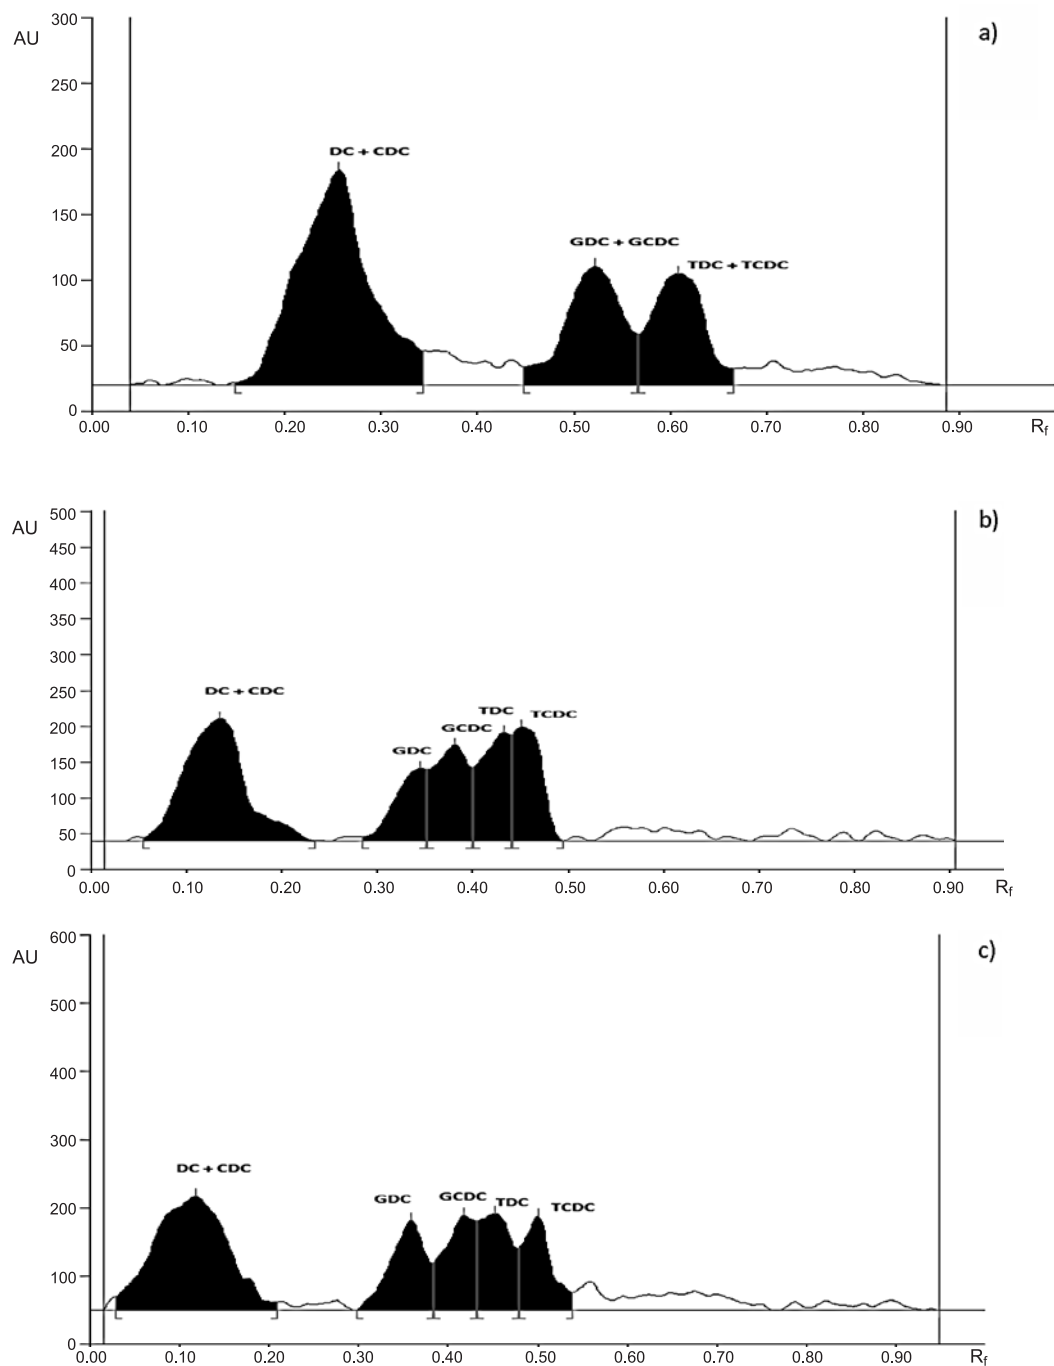 300
a)
AU
250
200
DC + CDC
150
GDC + GCDC
TDC + TCDC
100
50
0
0.00 0.10 0.20 0.30 0.40 0.50 0.60 0.70 0.80 0.90 Rf
500
b)
AU
450
400
350
300
250
DC + CDC
TDC
TCDC
200
GCDC
GDC
150
100
50
0
0.00 0.10 0.20 0.30 0.40 0.50 0.60 0.70 0.80 0.90 Rf
600
c)
AU
500
400
300
DC + CDC
GDC GCDC TDC TCDC
200
100
0
0.00 0.10 0.20 0.30 0.40 0.50 0.60 0.70 0.80 0.90 Rf